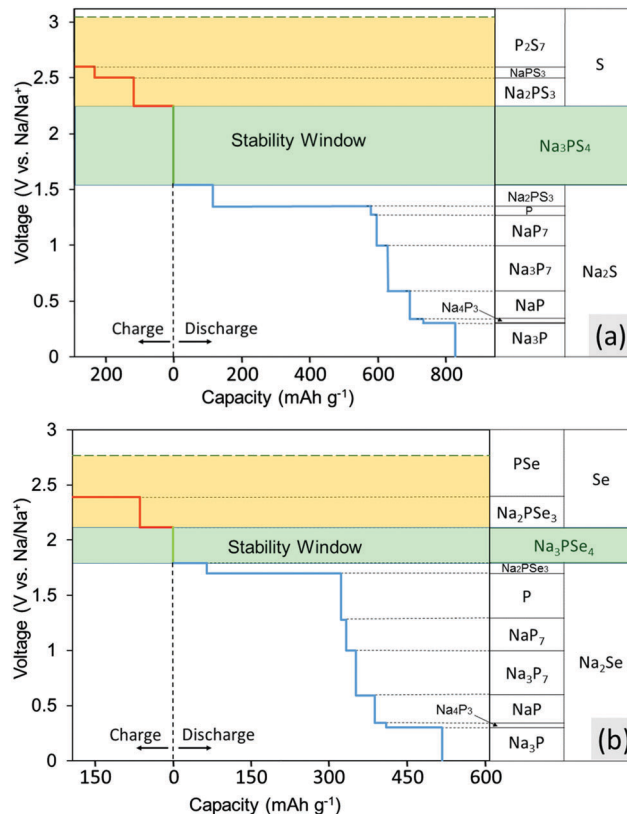 3
P₂S₇
2.5
NaPS₃
S
Na₂PS₃
2
Stability Window
Na₃PS₄
1.5
Na₂PS₃
P
NaP₇
1
Na₃P₇
Na₂S
0.5
NaP
Na₄P₃
Charge
Discharge
Na₃P
(a)
0
200 0 200 400 600 800
Capacity (mAh g⁻¹)
Voltage (V vs. Na/Na⁺)
3
PSe
2.5
Se
Na₂PSe₃
2
Stability Window
Na₃PSe₄
Na₂PSe₃
1.5
P
NaP₇
1
Na₃P₇
Na₂Se
0.5
NaP
Na₄P₃
Charge
Discharge
Na₃P
(b)
0
150 0 150 300 450 600
Capacity (mAh g⁻¹)
Voltage (V vs. Na/Na⁺)